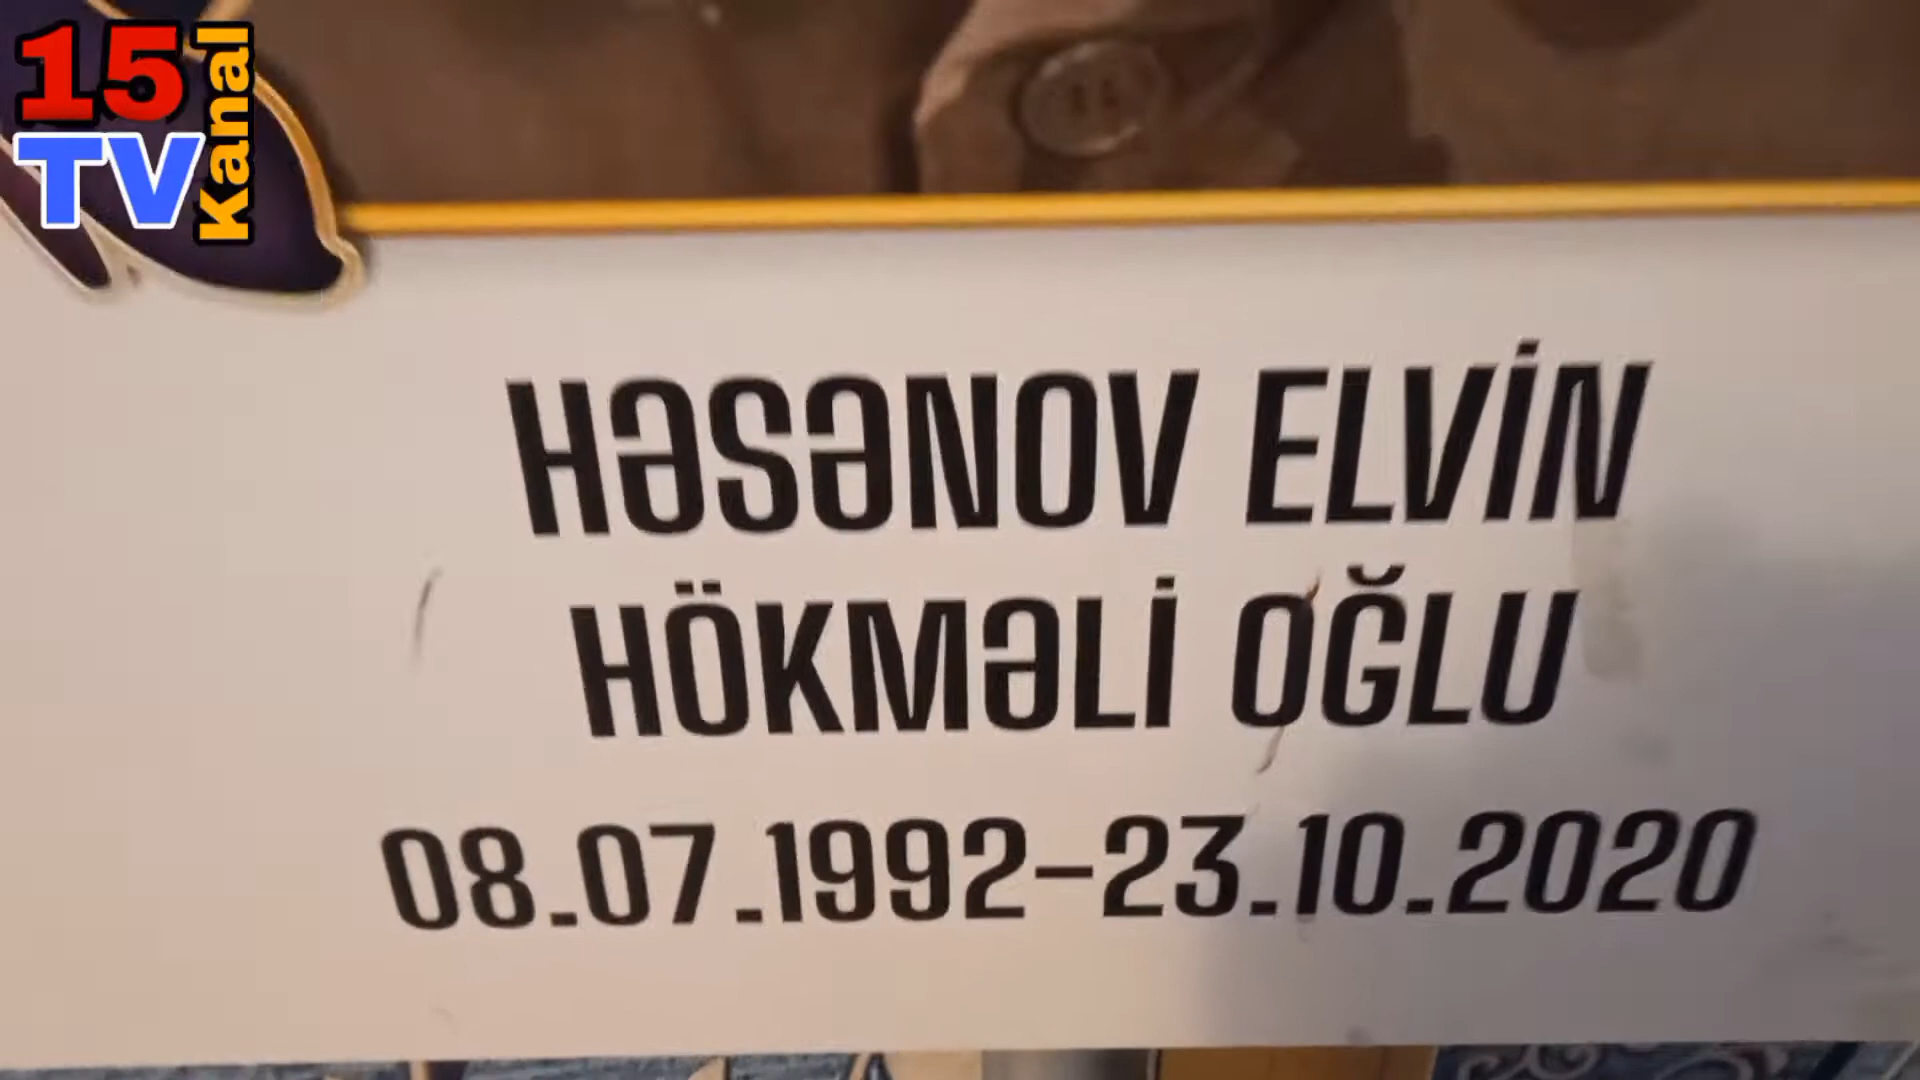 15
TV
Kanal
HƏSƏNOV ELVİN
HÖKMƏLİ OĞLU
08.07.1992-23.10.2020